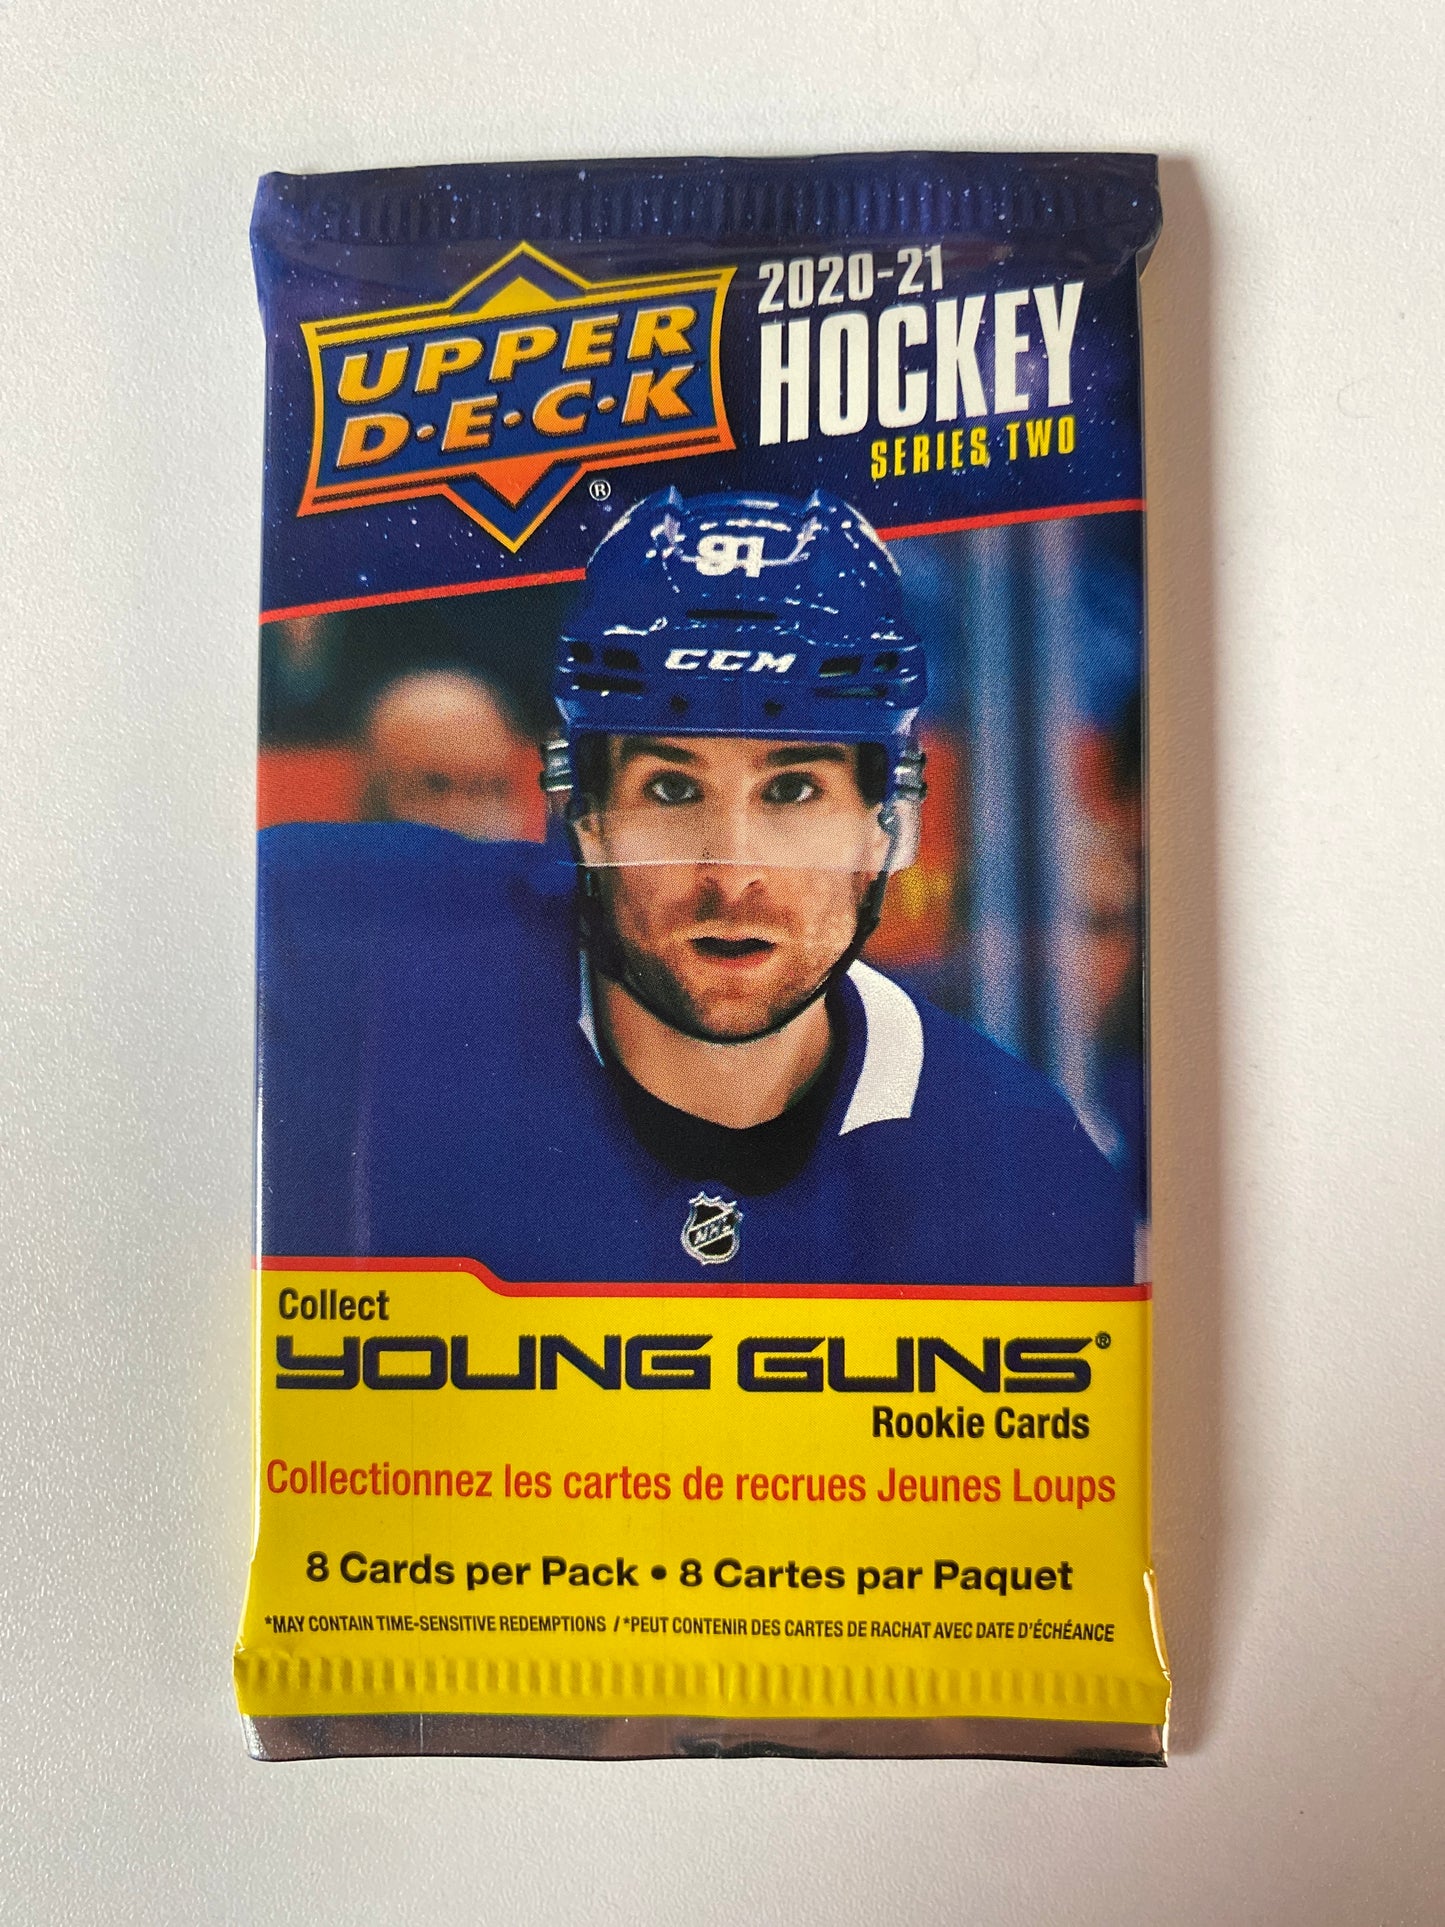 UPPER
D·E·C·K
®
2020-21
HOCKEY
SERIES TWO
91
CCM
NHL
Collect
YOUNG GUNS®
Rookie Cards
Collectionnez les cartes de recrues Jeunes Loups
8 Cards per Pack • 8 Cartes par Paquet
*MAY CONTAIN TIME-SENSITIVE REDEMPTIONS / *PEUT CONTENIR DES CARTES DE RACHAT AVEC DATE D'ÉCHÉANCE